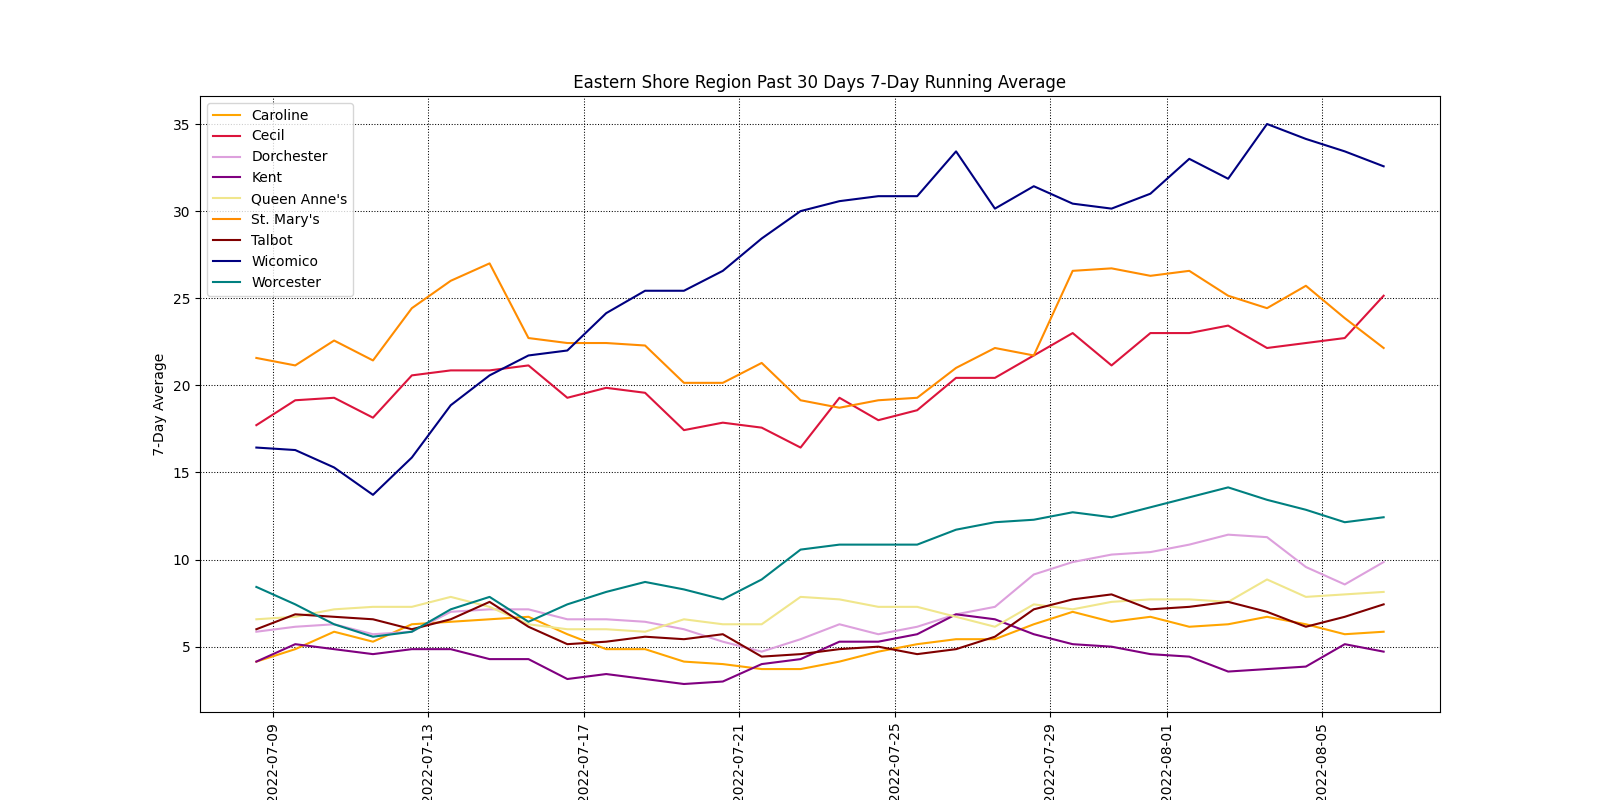 Eastern Shore Region Past 30 Days 7-Day Running Average
Caroline
Cecil
Dorchester
Kent
Queen Anne's
St. Mary's
Talbot
Wicomico
Worcester
7-Day Average
35
30
25
20
15
10
5
2022-07-09
2022-07-13
2022-07-17
2022-07-21
2022-07-25
2022-07-29
2022-08-01
2022-08-05